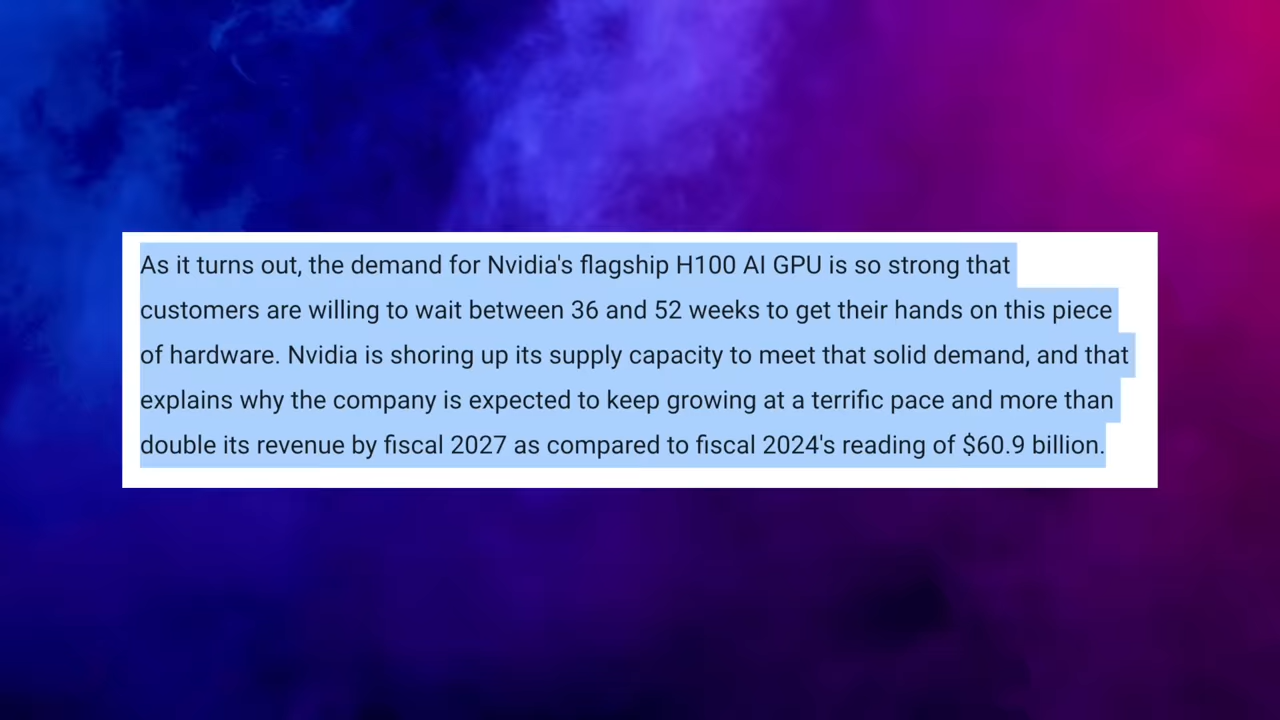 As it turns out, the demand for Nvidia's flagship H100 AI GPU is so strong that
customers are willing to wait between 36 and 52 weeks to get their hands on this piece
of hardware. Nvidia is shoring up its supply capacity to meet that solid demand, and that
explains why the company is expected to keep growing at a terrific pace and more than
double its revenue by fiscal 2027 as compared to fiscal 2024's reading of $60.9 billion.